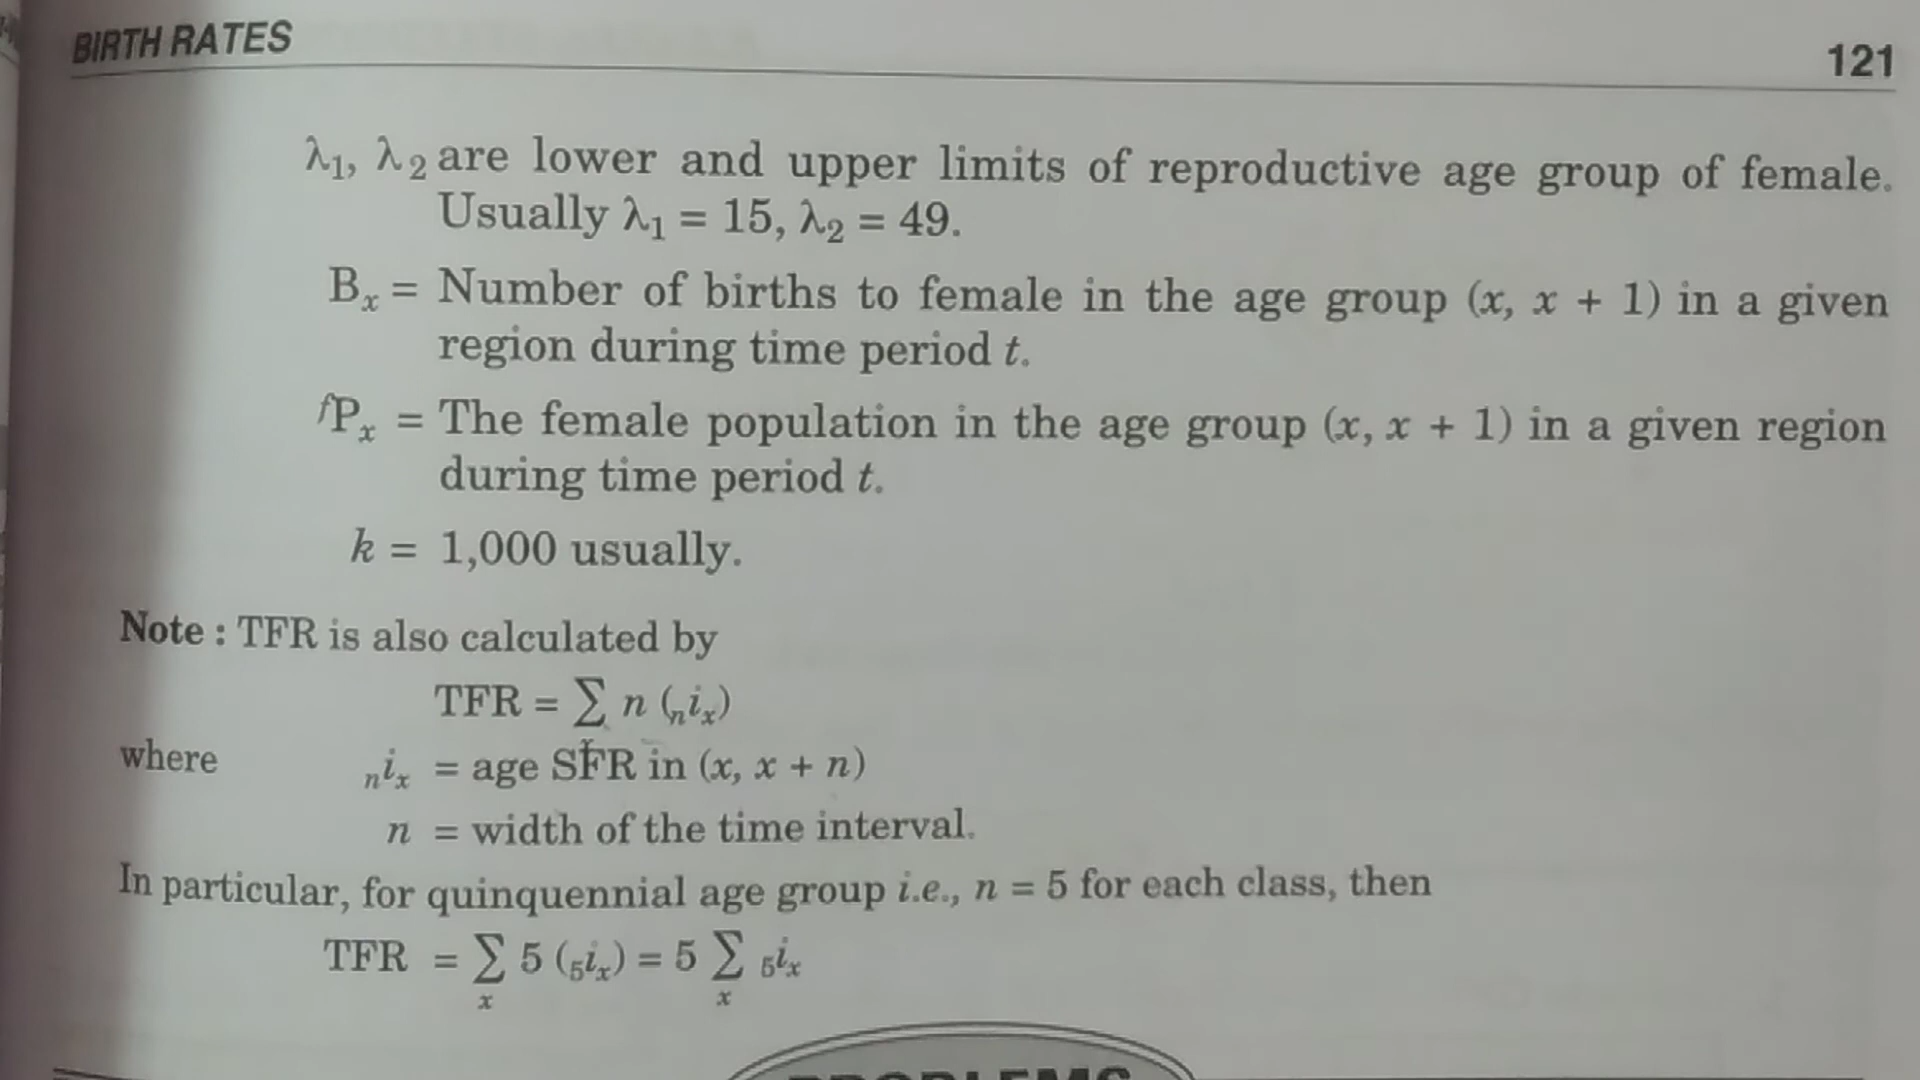 BIRTH RATES
121
λ₁, λ₂ are lower and upper limits of reproductive age group of female.
Usually λ₁ = 15, λ₂ = 49.
Bₓ = Number of births to female in the age group (x, x + 1) in a given
region during time period t.
ᶠPₓ = The female population in the age group (x, x + 1) in a given region
during time period t.
k = 1,000 usually.
Note : TFR is also calculated by
TFR = ∑ n (ₙiₓ)
where ₙiₓ = age SFR in (x, x + n)
n = width of the time interval.
In particular, for quinquennial age group i.e., n = 5 for each class, then
TFR = ∑ 5 (₅iₓ) = 5 ∑ ₅iₓ
x x
PROBLEMS